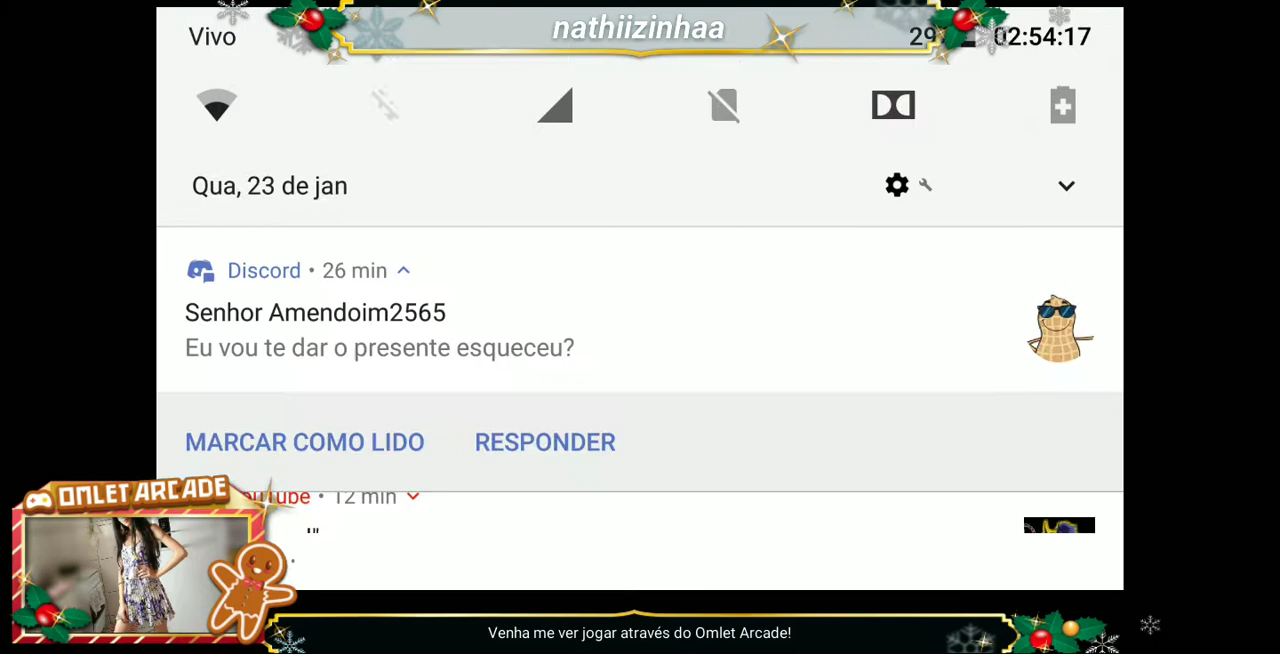 nathiizinhaa
Vivo
29
02:54:17
Qua, 23 de jan
Discord • 26 min
Senhor Amendoim2565
Eu vou te dar o presente esqueceu?
MARCAR COMO LIDO RESPONDER
OMLET ARCADE
• 12 min
Venha me ver jogar através do Omlet Arcade!